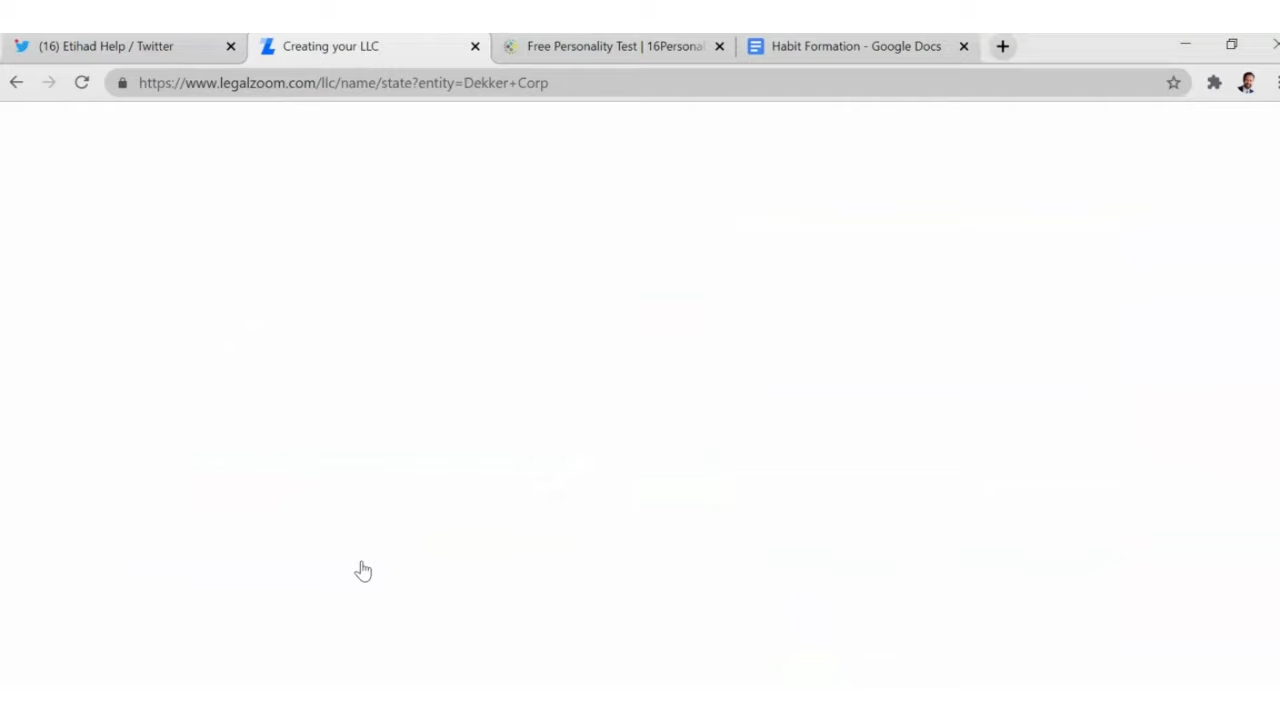 (16) Etihad Help / Twitter
Creating your LLC
Free Personality Test | 16Personal
Habit Formation - Google Docs
https://www.legalzoom.com/llc/name/state?entity=Dekker+Corp